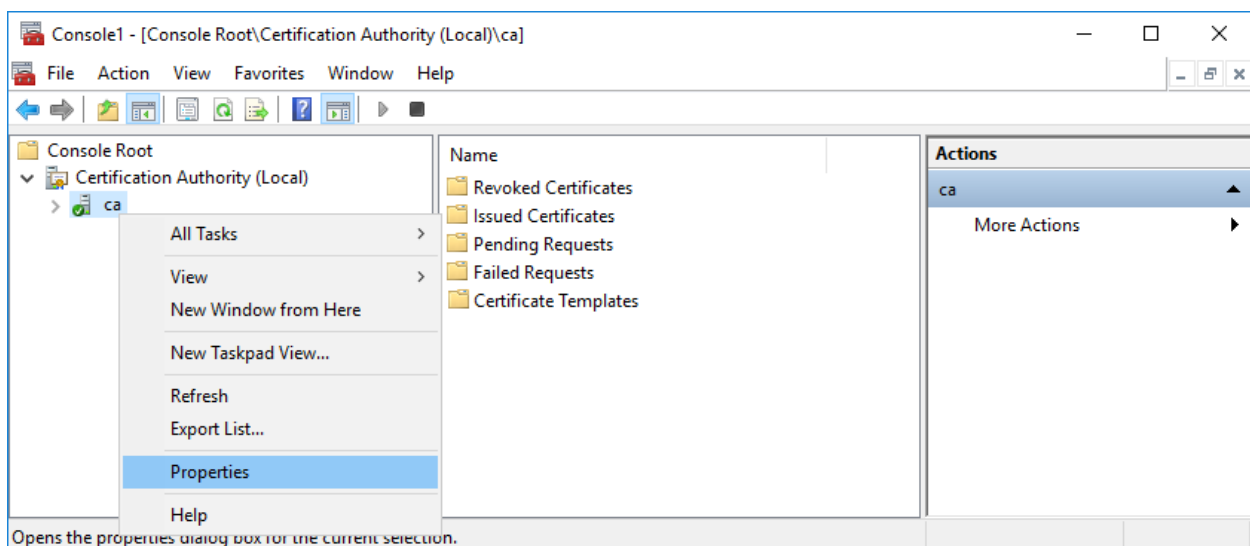 Console1 - [Console Root\Certification Authority (Local)\ca]
File Action View Favorites Window Help
Console Root
Certification Authority (Local)
ca
All Tasks
View
New Window from Here
New Taskpad View...
Refresh
Export List...
Properties
Help
Name
Revoked Certificates
Issued Certificates
Pending Requests
Failed Requests
Certificate Templates
Actions
ca
More Actions
Opens the properties dialog box for the current selection.